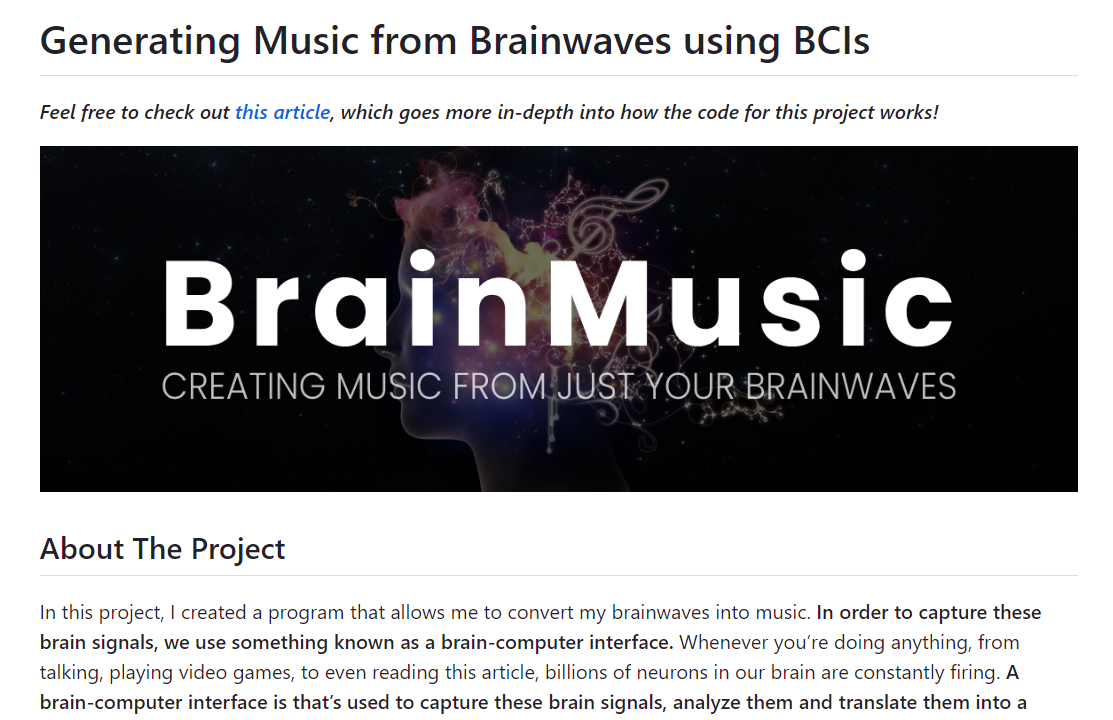 Generating Music from Brainwaves using BCIs
Feel free to check out this article, which goes more in-depth into how the code for this project works!
BrainMusic
CREATING MUSIC FROM JUST YOUR BRAINWAVES
About The Project
In this project, I created a program that allows me to convert my brainwaves into music. In order to capture these
brain signals, we use something known as a brain-computer interface. Whenever you’re doing anything, from
talking, playing video games, to even reading this article, billions of neurons in our brain are constantly firing. A
brain-computer interface is that’s used to capture these brain signals, analyze them and translate them into a